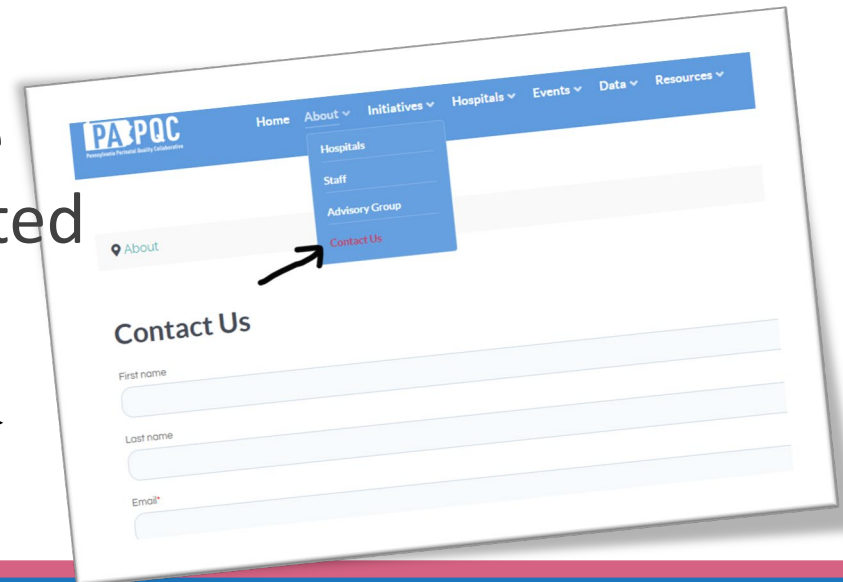 ted
PA PQC
Pennsylvania Perinatal Quality Collaborative
Home About Initiatives Hospitals Events Data Resources
Hospitals
Staff
Advisory Group
Contact Us
About
Contact Us
First name
Last name
Email*